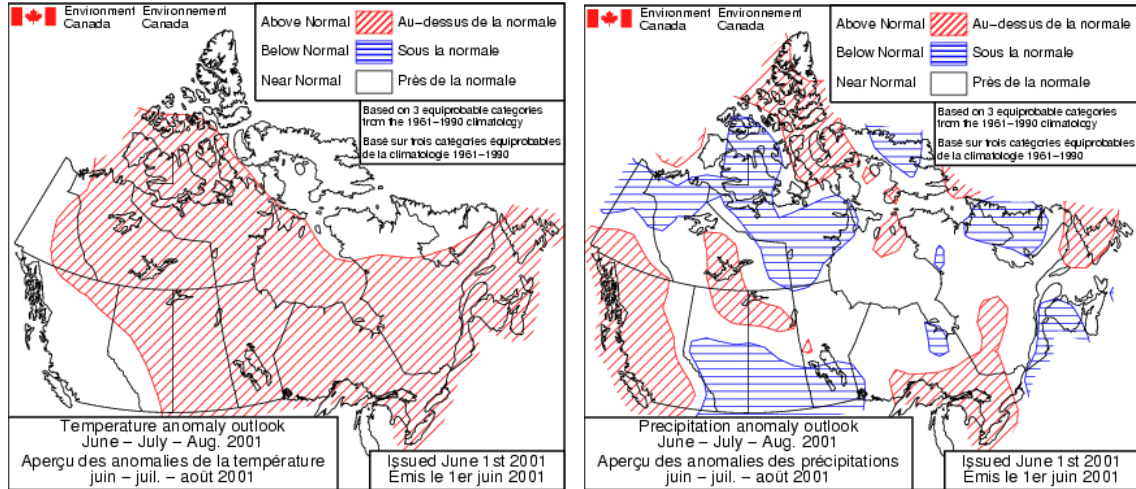 Environment Environnement
Canada Canada
Above Normal Au-dessus de la normale
Below Normal Sous la normale
Near Normal Près de la normale
Based on 3 equiprobable categories
from the 1961-1990 climatology
Basé sur trois catégories équiprobables
de la climatologie 1961-1990
Temperature anomaly outlook
June - July - Aug. 2001
Aperçu des anomalies de la température
juin - juil. - août 2001
Issued June 1st 2001
Émis le 1er juin 2001
Environment Environnement
Canada Canada
Above Normal Au-dessus de la normale
Below Normal Sous la normale
Near Normal Près de la normale
Based on 3 equiprobable categories
from the 1961-1990 climatology
Basé sur trois catégories équiprobables
de la climatologie 1961-1990
Precipitation anomaly outlook
June - July - Aug. 2001
Aperçu des anomalies des précipitations
juin - juil. - août 2001
Issued June 1st 2001
Émis le 1er juin 2001